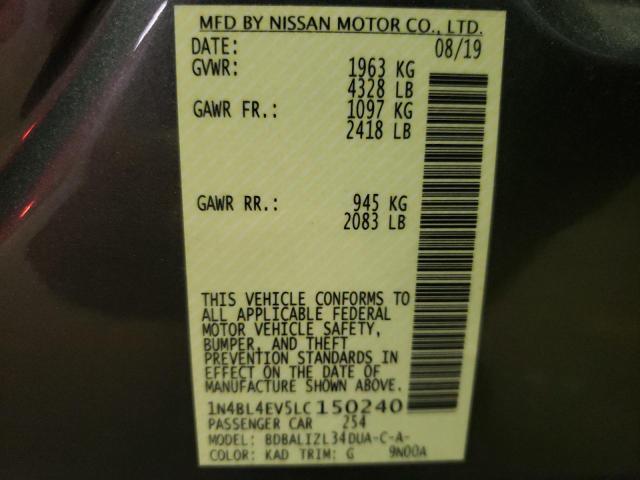 MFD BY NISSAN MOTOR CO., LTD.
DATE: 08/19
GVWR: 1963 KG
4328 LB
GAWR FR.: 1097 KG
2418 LB
GAWR RR.: 945 KG
2083 LB
THIS VEHICLE CONFORMS TO
ALL APPLICABLE FEDERAL
MOTOR VEHICLE SAFETY,
BUMPER, AND THEFT
PREVENTION STANDARDS IN
EFFECT ON THE DATE OF
MANUFACTURE SHOWN ABOVE.
1N4BL4EV5LC150240
PASSENGER CAR 254
MODEL: BDBALIZL34DUA-C-A-
COLOR: KAD TRIM: G 9N00A